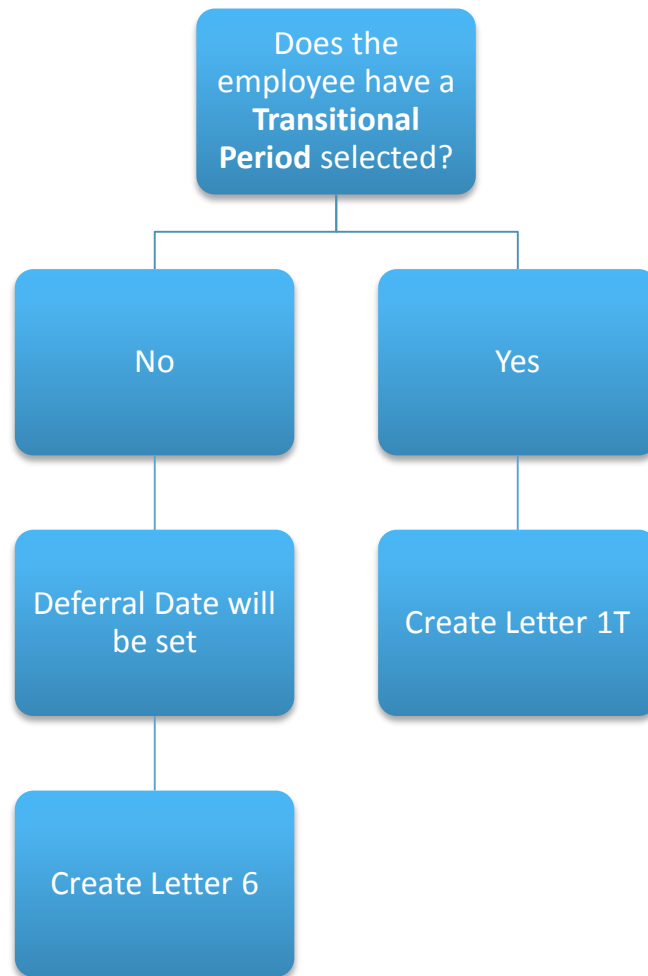 Does the
employee have a
Transitional
Period selected?
No
Yes
Deferral Date will
be set
Create Letter 1T
Create Letter 6